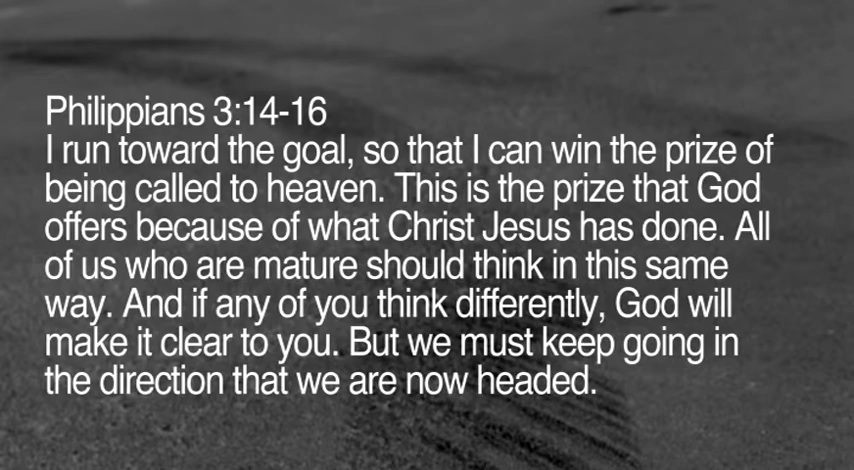 Philippians 3:14-16
I run toward the goal, so that I can win the prize of
being called to heaven. This is the prize that God
offers because of what Christ Jesus has done. All
of us who are mature should think in this same
way. And if any of you think differently, God will
make it clear to you. But we must keep going in
the direction that we are now headed.